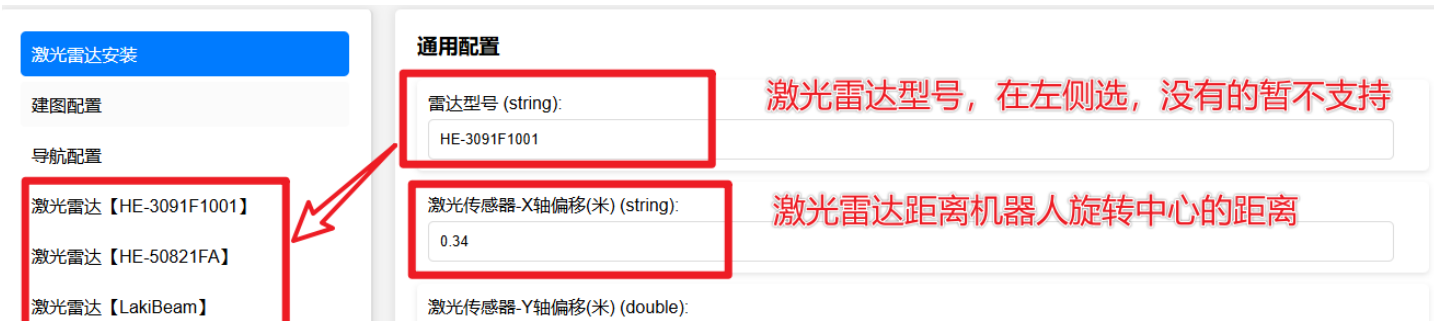 激光雷达安装
建图配置
导航配置
激光雷达【HE-3091F1001】
激光雷达【HE-50821FA】
激光雷达【LakiBeam】
通用配置
雷达型号 (string):
HE-3091F1001
激光雷达型号，在左侧选，没有的暂不支持
激光传感器-X轴偏移(米) (string):
0.34
激光雷达距离机器人旋转中心的距离
激光传感器-Y轴偏移(米) (double):